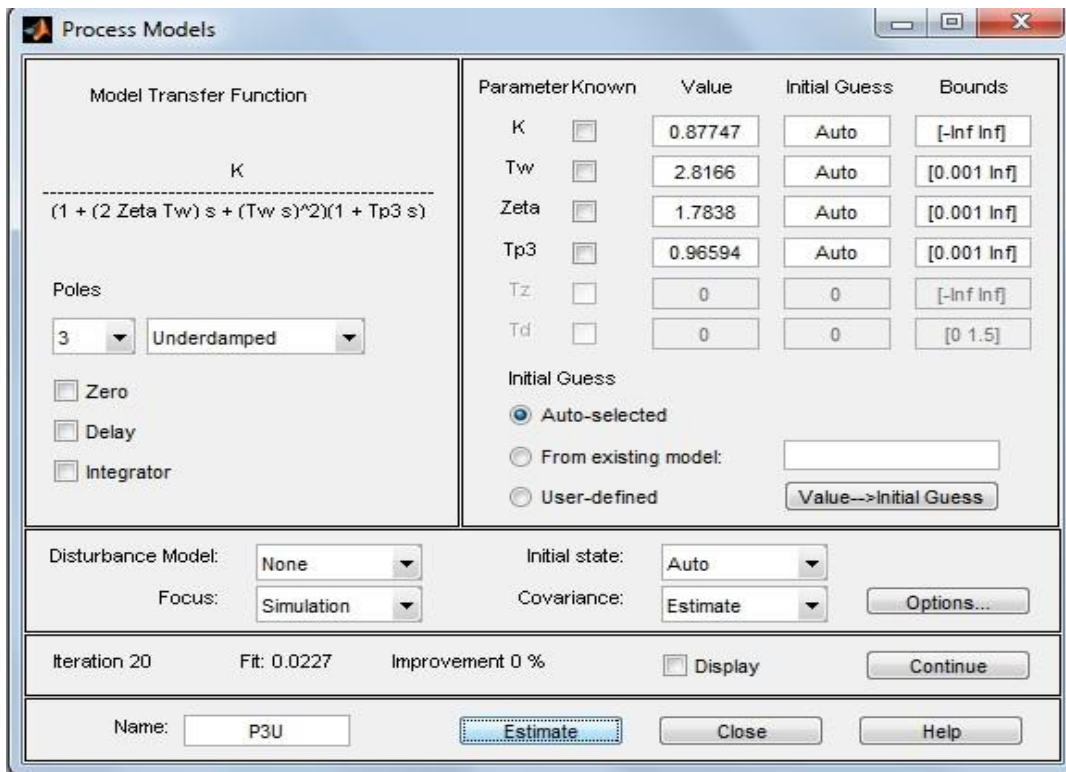 Process Models
Model Transfer Function
K
------------------------------------------------------
(1 + (2 Zeta Tw) s + (Tw s)^2)(1 + Tp3 s)
Poles
3 Underdamped
Zero
Delay
Integrator
Parameter Known Value Initial Guess Bounds
K 0.87747 Auto [-Inf Inf]
Tw 2.8166 Auto [0.001 Inf]
Zeta 1.7838 Auto [0.001 Inf]
Tp3 0.96594 Auto [0.001 Inf]
Tz 0 0 [-Inf Inf]
Td 0 0 [0 1.5]
Initial Guess
Auto-selected
From existing model:
User-defined Value-->Initial Guess
Disturbance Model: None Initial state: Auto
Focus: Simulation Covariance: Estimate Options...
Iteration 20 Fit: 0.0227 Improvement 0 % Display Continue
Name: P3U Estimate Close Help